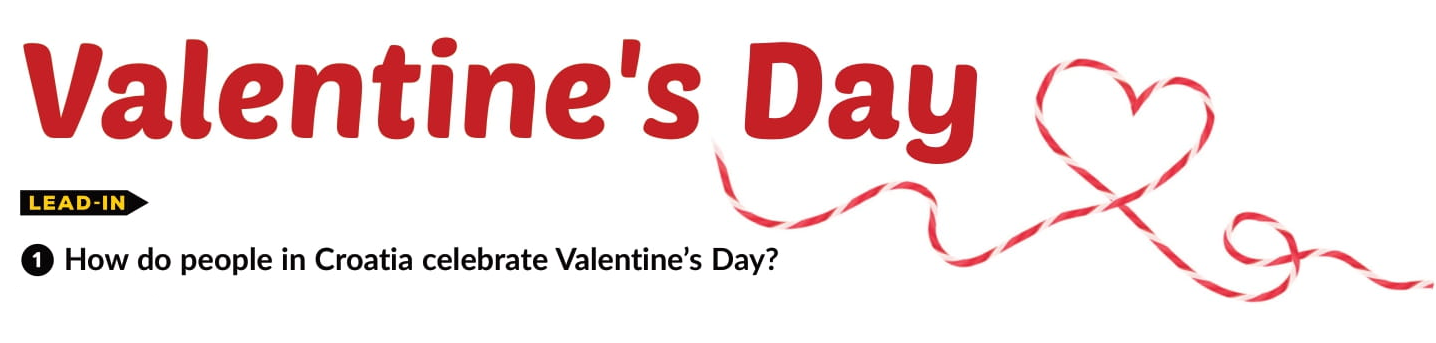 Valentine's Day
LEAD-IN
1 How do people in Croatia celebrate Valentine’s Day?